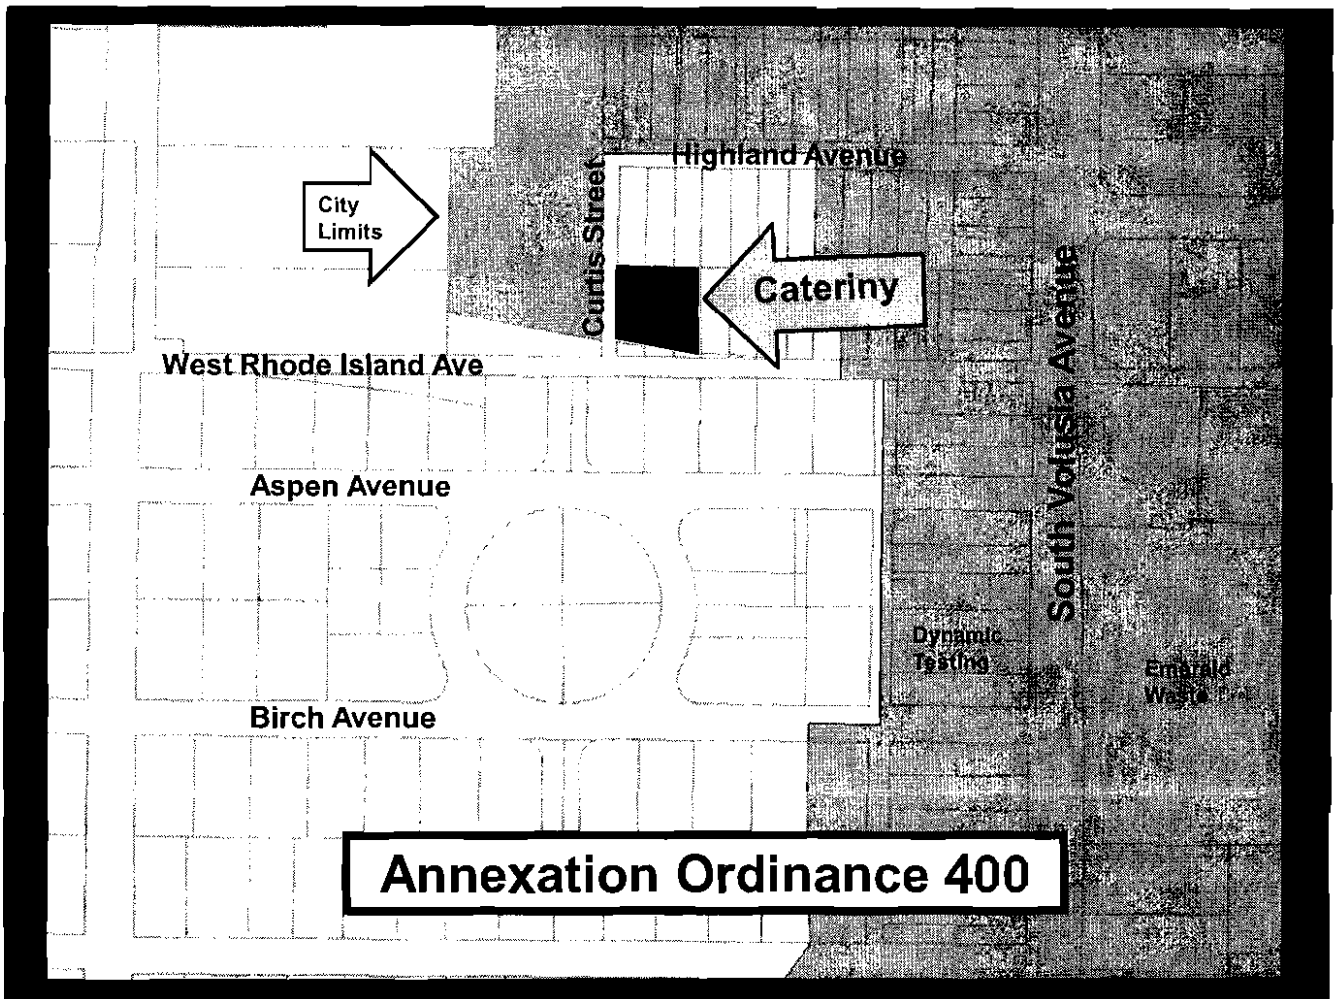 Highland Avenue
City
Limits
Curtis Street
Cateriny
South Volusia Avenue
West Rhode Island Ave
Aspen Avenue
Dynamic
Testing
Emerald
Waste
Birch Avenue
Annexation Ordinance 400